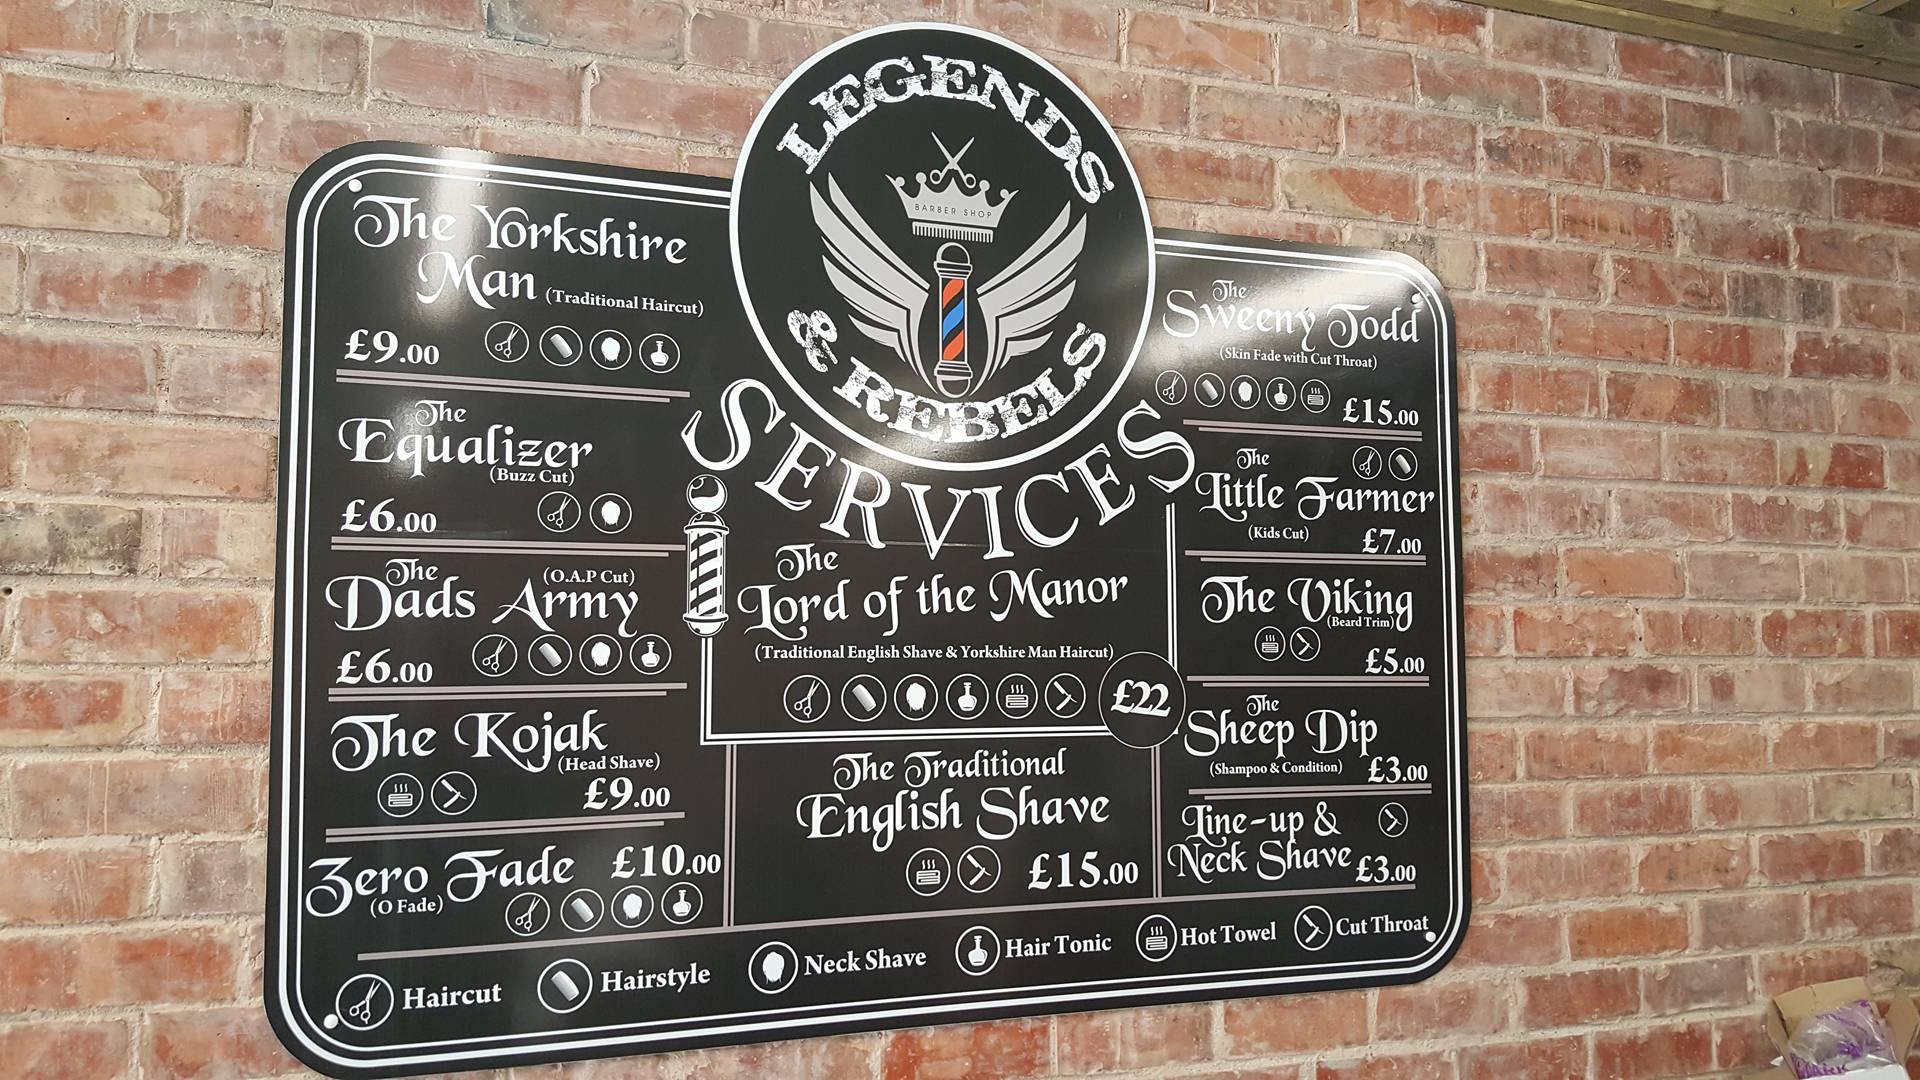 LEGENDS
BARBER SHOP
& REBELS
SERVICES
The Yorkshire
Man (Traditional Haircut)
£9.00
The
Equalizer
(Buzz Cut)
£6.00
The (O.A.P Cut)
Dads Army
£6.00
The Kojak
(Head Shave)
£9.00
Zero Fade £10.00
(O Fade)
The
Lord of the Manor
(Traditional English Shave & Yorkshire Man Haircut)
£22
The Traditional
English Shave
£15.00
The
Sweeny Todd
(Skin Fade with Cut Throat)
£15.00
The
Little Farmer
(Kids Cut)
£7.00
The Viking
(Beard Trim)
£5.00
The
Sheep Dip
(Shampoo & Condition) £3.00
Line-up &
Neck Shave £3.00
Haircut Hairstyle Neck Shave Hair Tonic Hot Towel Cut Throat